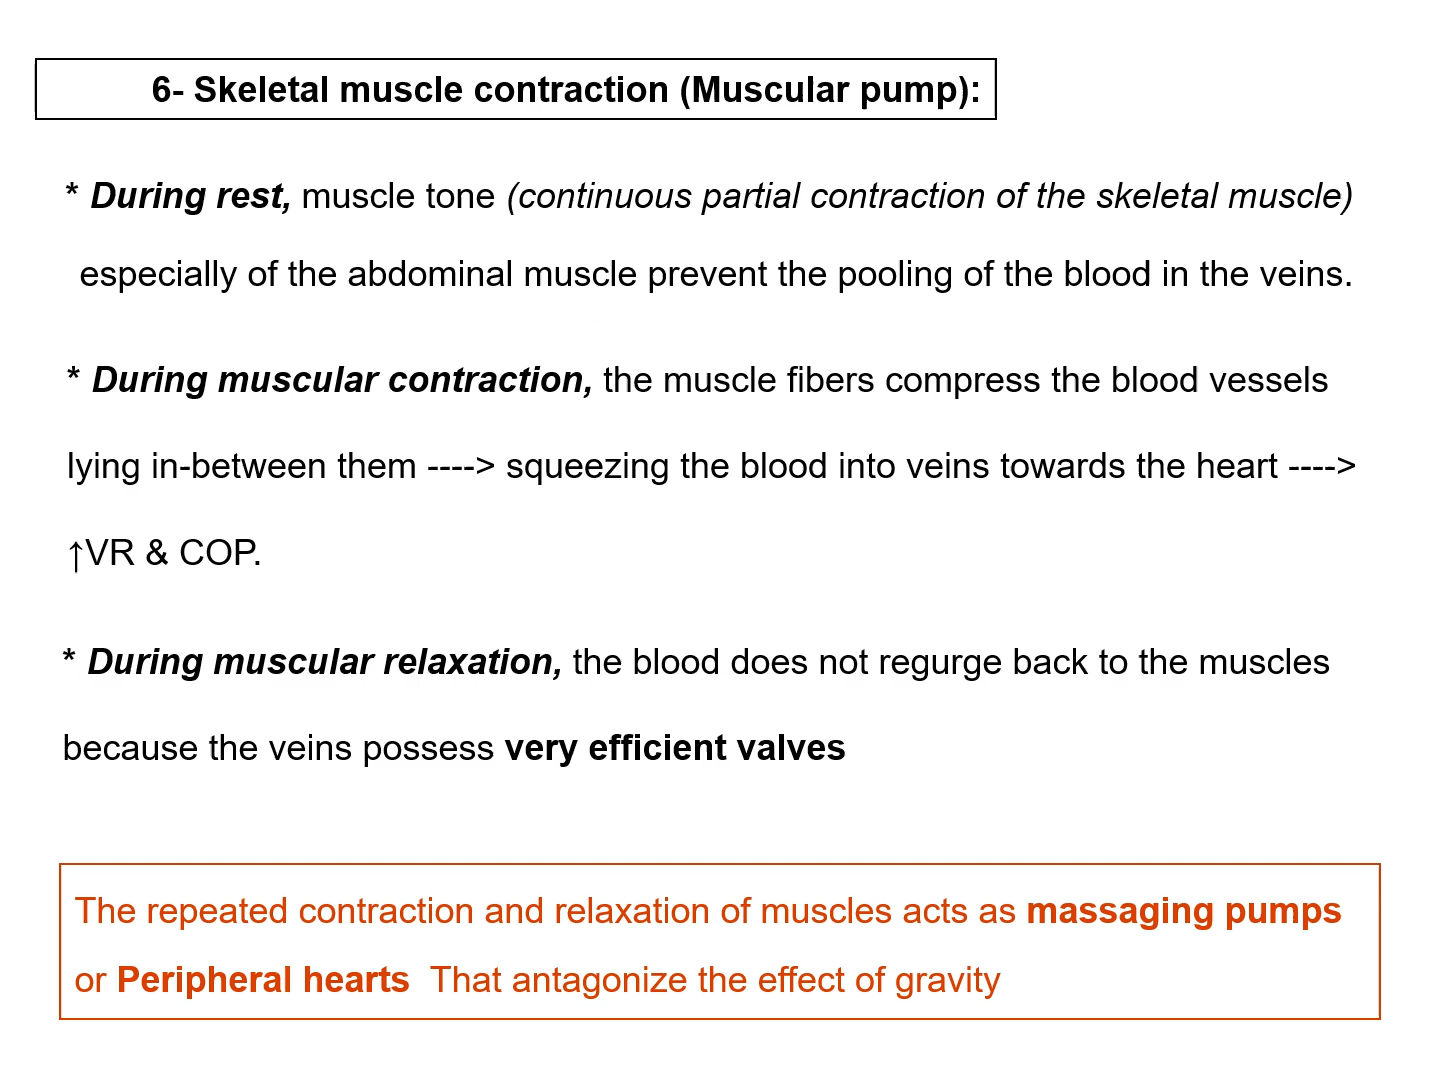 6- Skeletal muscle contraction (Muscular pump):
* During rest, muscle tone (continuous partial contraction of the skeletal muscle)
especially of the abdominal muscle prevent the pooling of the blood in the veins.
* During muscular contraction, the muscle fibers compress the blood vessels
lying in-between them ----> squeezing the blood into veins towards the heart ---->
↑VR & COP.
* During muscular relaxation, the blood does not regurge back to the muscles
because the veins possess very efficient valves
The repeated contraction and relaxation of muscles acts as massaging pumps
or Peripheral hearts That antagonize the effect of gravity